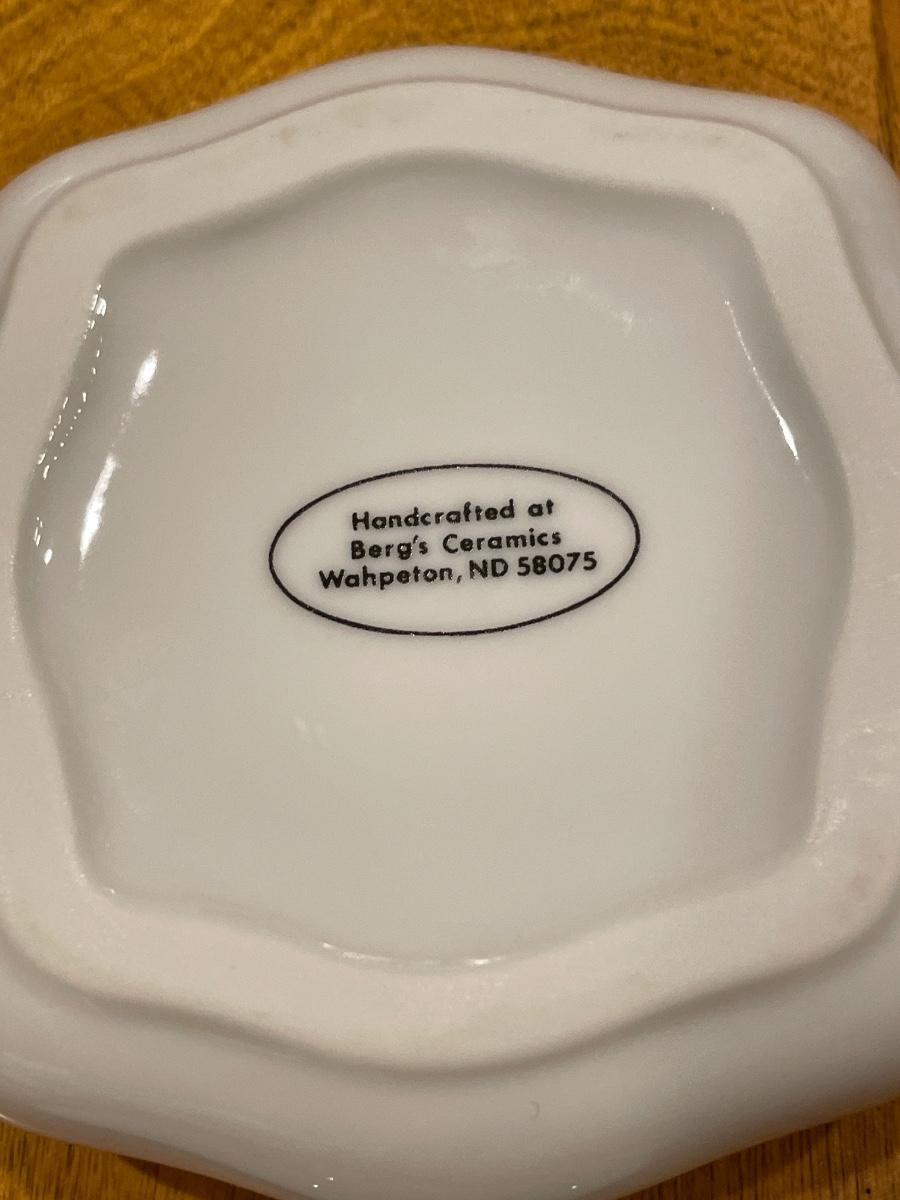 Handcrafted at
Berg's Ceramics
Wahpeton, ND 58075